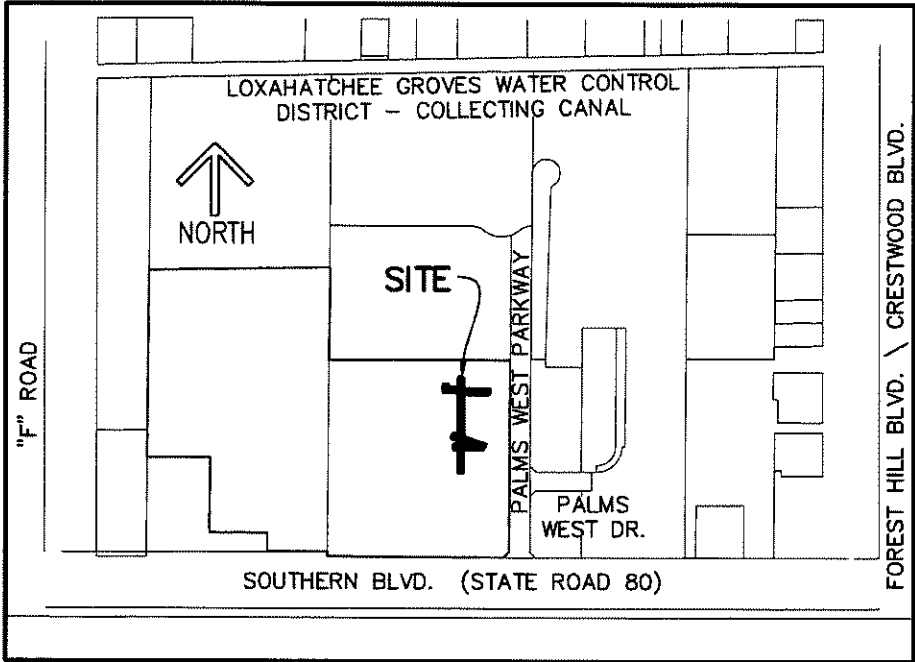 LOXAHATCHEE GROVES WATER CONTROL
DISTRICT – COLLECTING CANAL
NORTH
SITE
"F" ROAD
PALMS WEST PARKWAY
FOREST HILL BLVD. \ CRESTWOOD BLVD.
PALMS
WEST DR.
SOUTHERN BLVD. (STATE ROAD 80)